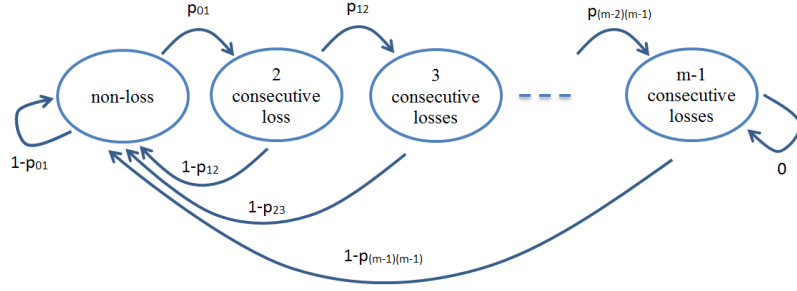 p01
p12
p(m-2)(m-1)
non-loss
2
consecutive
loss
3
consecutive
losses
m-1
consecutive
losses
1-p01
1-p12
1-p23
0
1-p(m-1)(m-1)